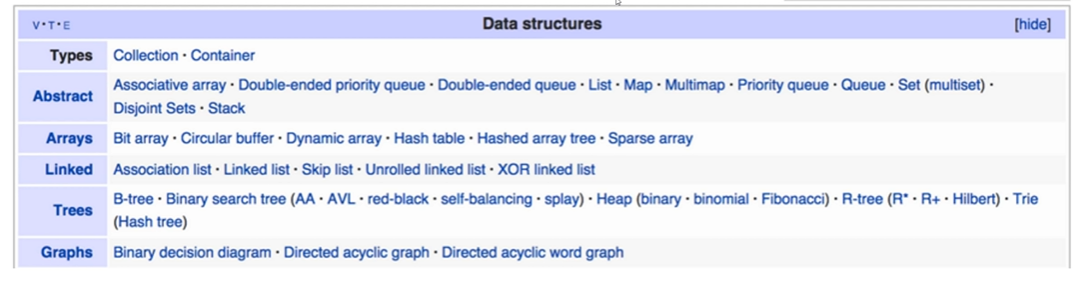 V·T·E Data structures [hide]
Types Collection · Container
Abstract Associative array · Double-ended priority queue · Double-ended queue · List · Map · Multimap · Priority queue · Queue · Set (multiset) ·
Disjoint Sets · Stack
Arrays Bit array · Circular buffer · Dynamic array · Hash table · Hashed array tree · Sparse array
Linked Association list · Linked list · Skip list · Unrolled linked list · XOR linked list
Trees B-tree · Binary search tree (AA · AVL · red-black · self-balancing · splay) · Heap (binary · binomial · Fibonacci) · R-tree (R* · R+ · Hilbert) · Trie
(Hash tree)
Graphs Binary decision diagram · Directed acyclic graph · Directed acyclic word graph